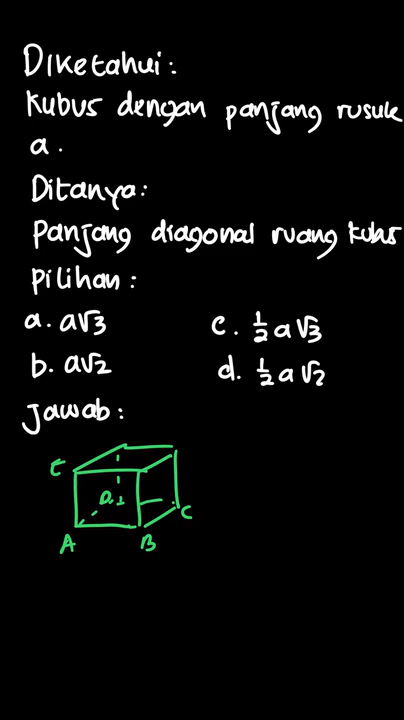 Diketahui:
Kubus dengan panjang rusuk
a.
Ditanya:
Panjang diagonal ruang kubus
Pilihan:
a. a√3
c. ½ a √3
b. a√2
d. ½ a √2
Jawab:
E
D
C
A
B